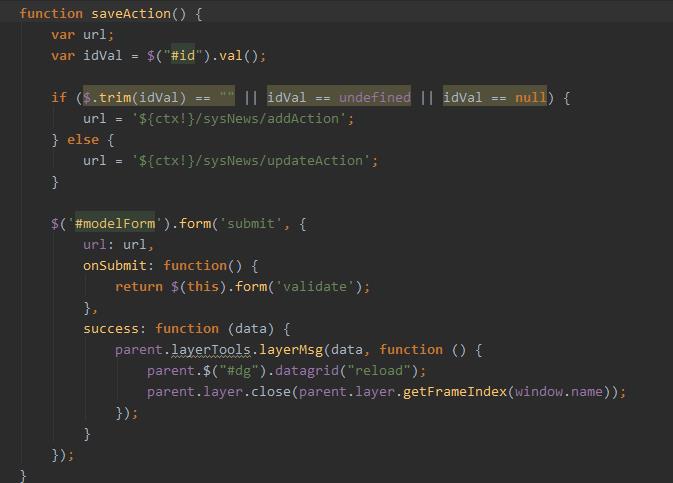 function saveAction() {
    var url;
    var idVal = $("#id").val();

    if ($.trim(idVal) == "" || idVal == undefined || idVal == null) {
        url = '${ctx!}/sysNews/addAction';
    } else {
        url = '${ctx!}/sysNews/updateAction';
    }

    $('#modelForm').form('submit', {
        url: url,
        onSubmit: function() {
            return $(this).form('validate');
        },
        success: function (data) {
            parent.layerTools.layerMsg(data, function () {
                parent.$("#dg").datagrid("reload");
                parent.layer.close(parent.layer.getFrameIndex(window.name));
            });
        }
    });
}